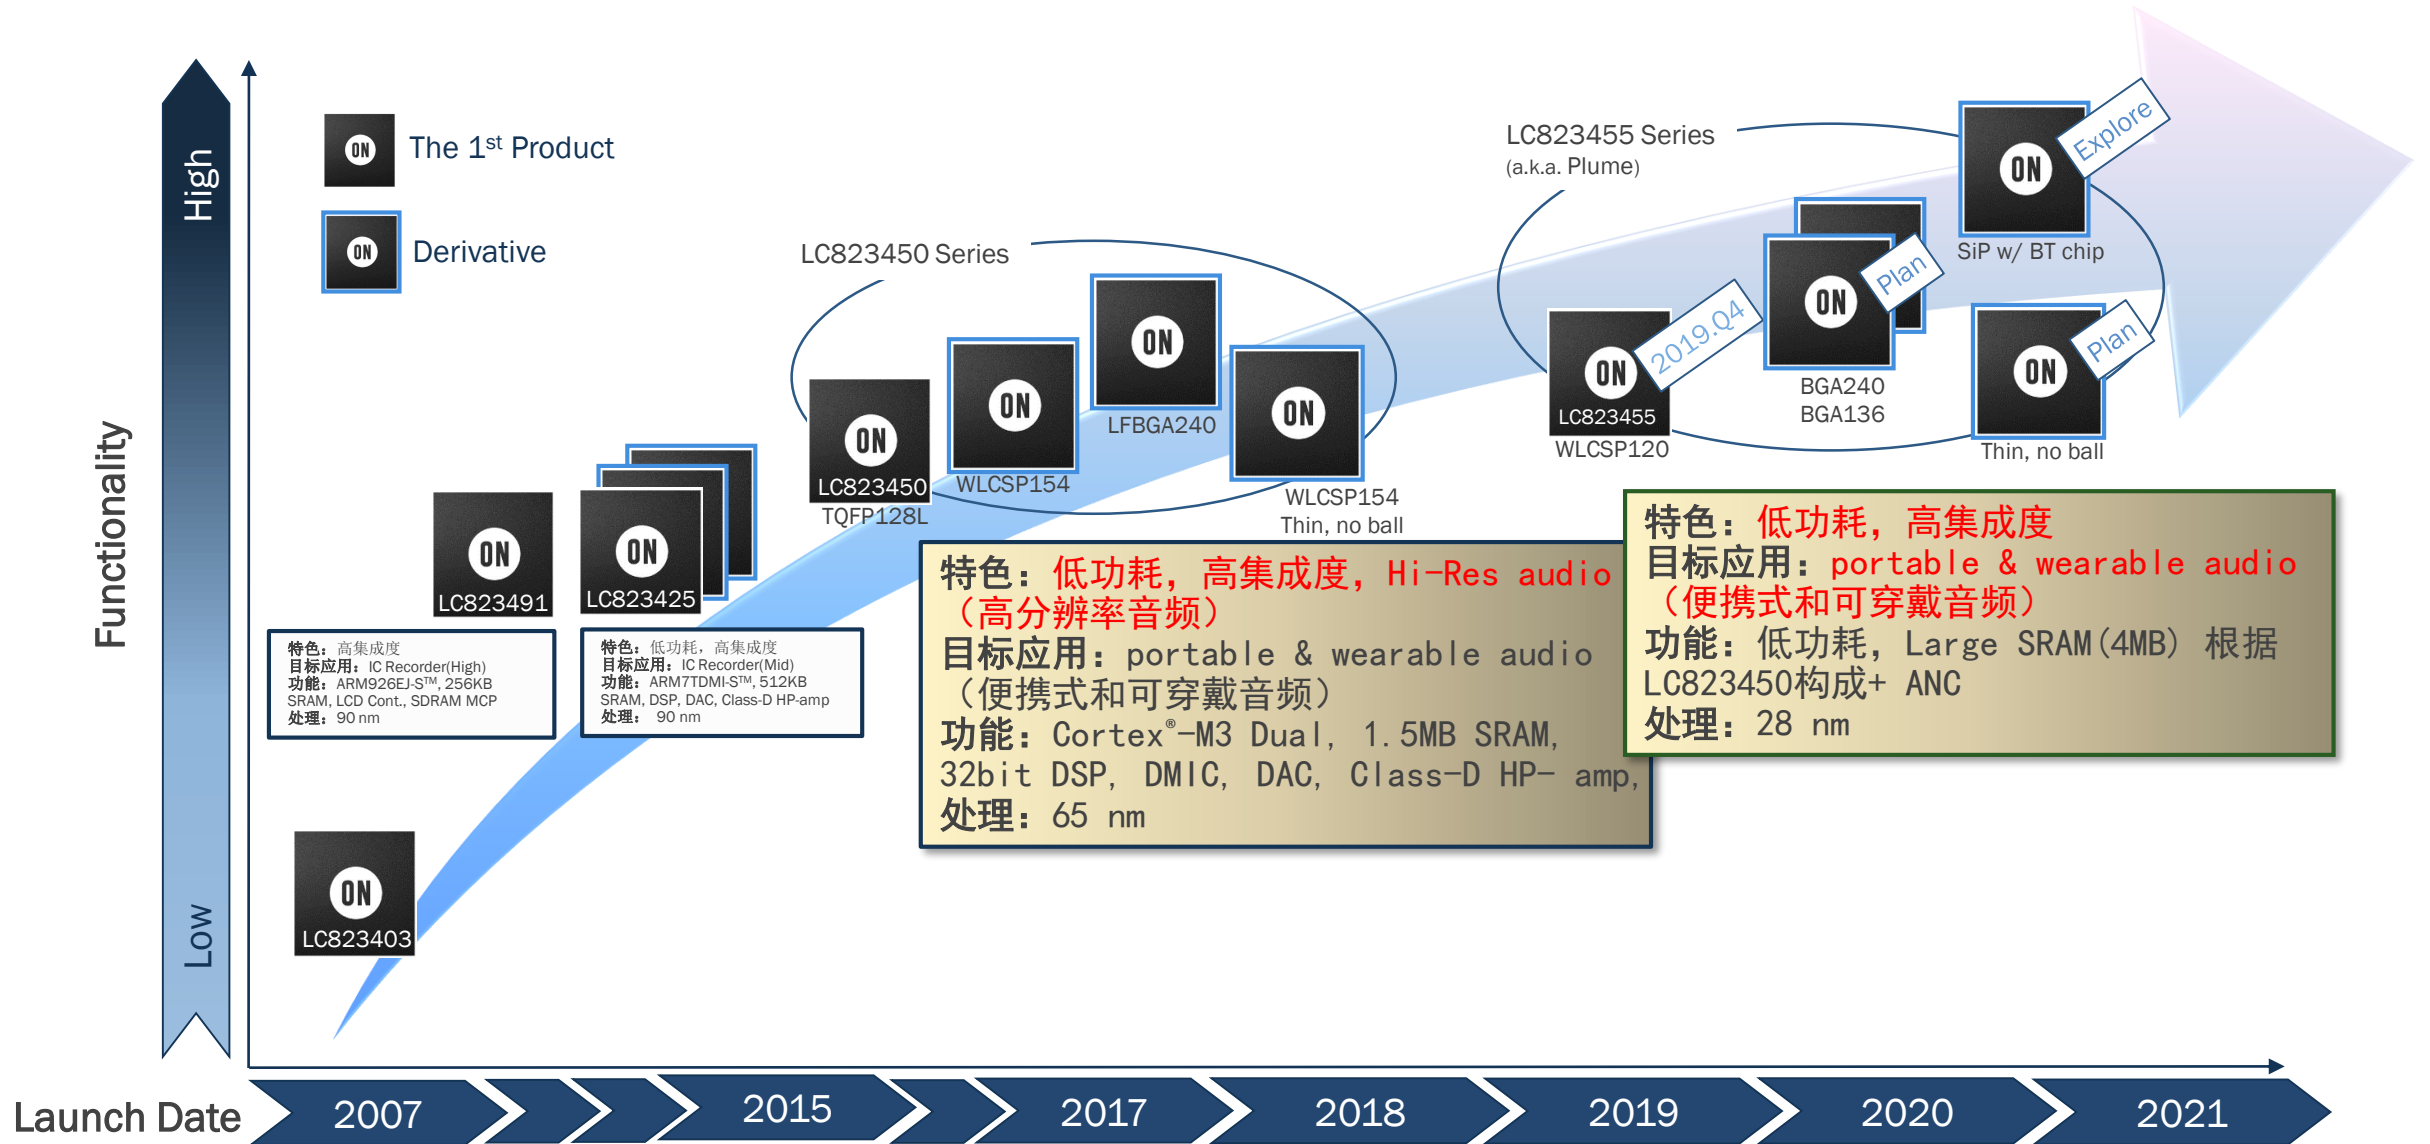 High
Low
Functionality
ON
The 1st Product
ON
Derivative
LC823450 Series
LC823455 Series
(a.k.a. Plume)
ON
Explore
SiP w/ BT chip
ON
Plan
BGA240
BGA136
ON
Plan
Thin, no ball
ON
2019.Q4
LC823455
WLCSP120
ON
LFBGA240
ON
WLCSP154
ON
WLCSP154
Thin, no ball
ON
LC823450
TQFP128L
ON
LC823491
ON
LC823425
特色：高集成度
目标应用：IC Recorder(High)
功能：ARM926EJ-S™, 256KB
SRAM, LCD Cont., SDRAM MCP
处理：90 nm
特色：低功耗，高集成度
目标应用：IC Recorder(Mid)
功能：ARM7TDMI-S™, 512KB
SRAM, DSP, DAC, Class-D HP-amp
处理： 90 nm
特色：低功耗，高集成度，Hi-Res audio
（高分辨率音频）
目标应用：portable & wearable audio
（便携式和可穿戴音频）
功能：Cortex®-M3 Dual, 1.5MB SRAM,
32bit DSP, DMIC, DAC, Class-D HP- amp,
处理：65 nm
特色：低功耗，高集成度
目标应用：portable & wearable audio
（便携式和可穿戴音频）
功能：低功耗，Large SRAM(4MB) 根据
LC823450构成+ ANC
处理：28 nm
ON
LC823403
Launch Date
2007
2015
2017
2018
2019
2020
2021